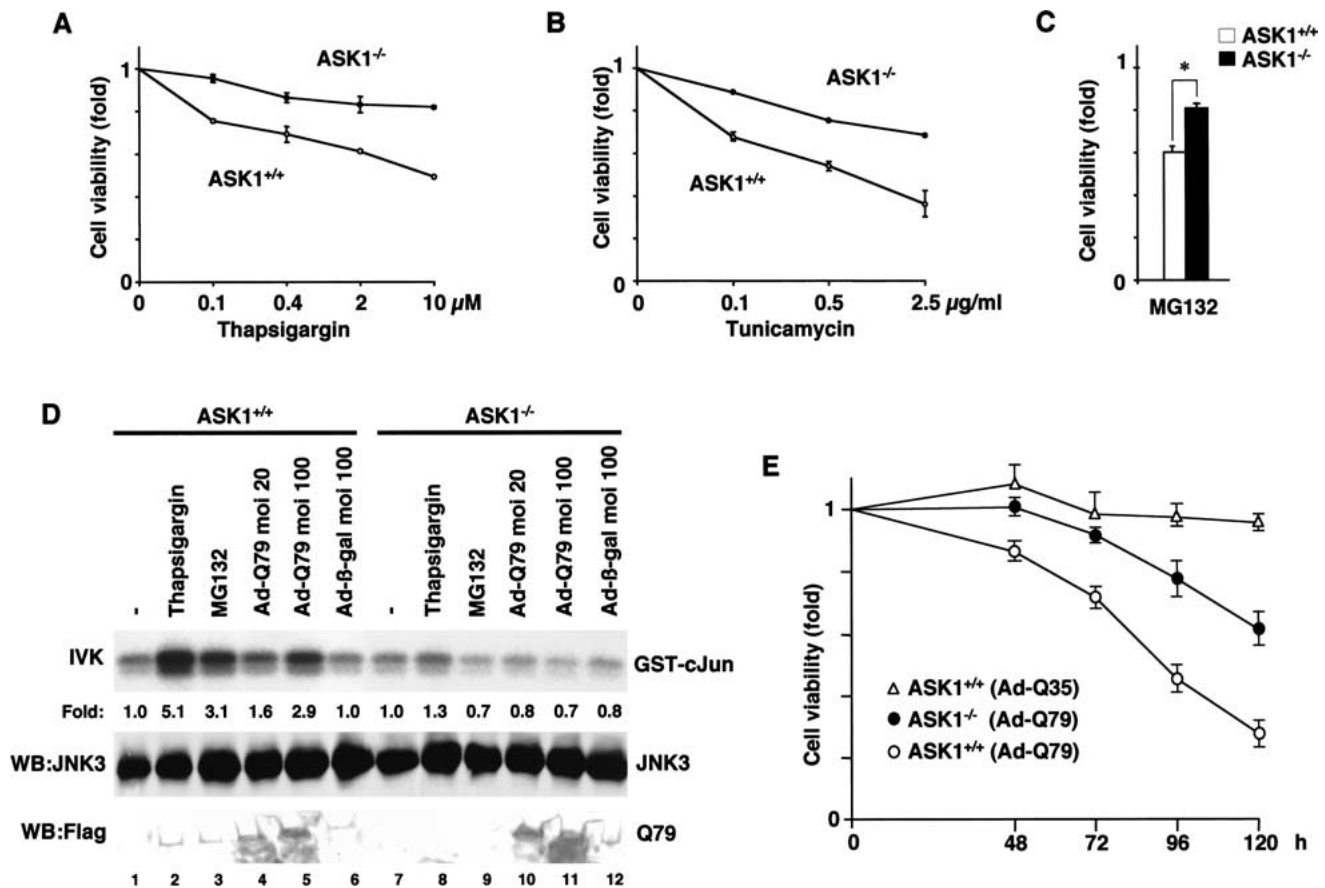 A
1
Cell viability (fold)
0
ASK1-/-
ASK1+/+
0 0.1 0.4 2 10 µM
Thapsigargin
B
1
Cell viability (fold)
0
ASK1-/-
ASK1+/+
0 0.1 0.5 2.5 µg/ml
Tunicamycin
C
ASK1+/+
ASK1-/-
1
Cell viability (fold)
0
*
MG132
D
ASK1+/+ ASK1-/-
- Thapsigargin MG132 Ad-Q79 moi 20 Ad-Q79 moi 100 Ad-ß-gal moi 100 - Thapsigargin MG132 Ad-Q79 moi 20 Ad-Q79 moi 100 Ad-ß-gal moi 100
IVK GST-cJun
Fold: 1.0 5.1 3.1 1.6 2.9 1.0 1.0 1.3 0.7 0.8 0.7 0.8
WB:JNK3 JNK3
WB:Flag Q79
1 2 3 4 5 6 7 8 9 10 11 12
E
1
Cell viability (fold)
0
ASK1+/+ (Ad-Q35)
ASK1-/- (Ad-Q79)
ASK1+/+ (Ad-Q79)
0 48 72 96 120 h